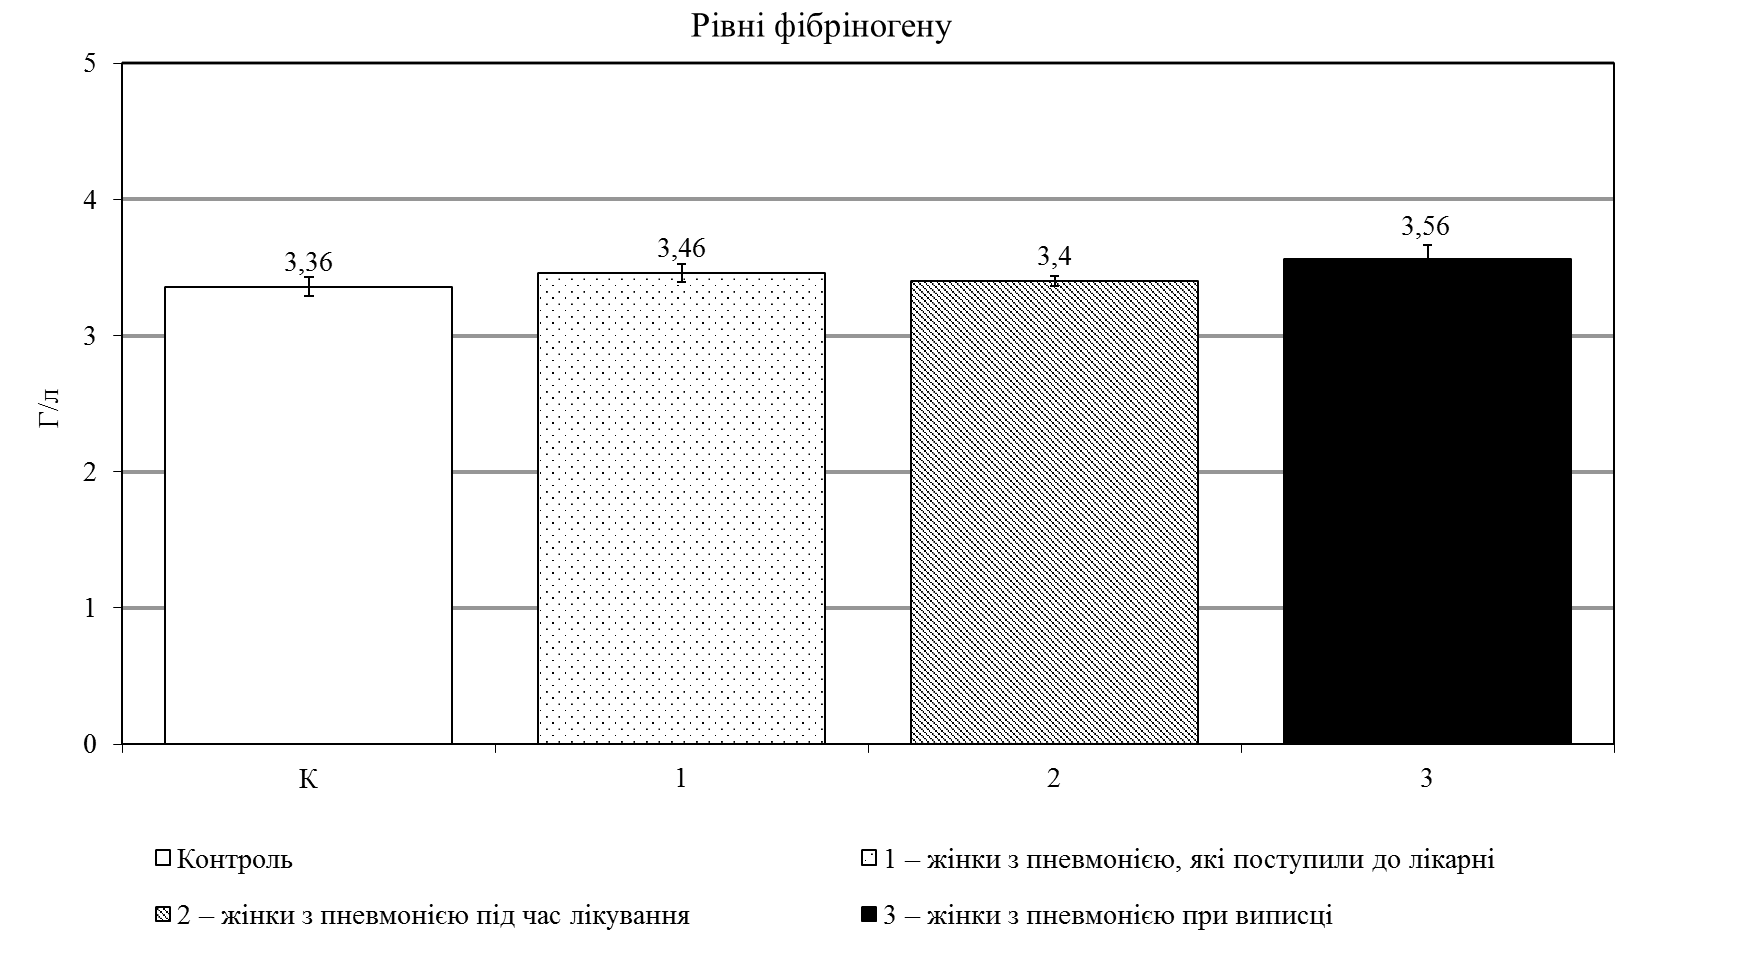 Рівні фібріногену
5
4
3
2
1
0
Г/л
3,36
3,46
3,4
3,56
К
1
2
3
Контроль
1 – жінки з пневмонією, які поступили до лікарні
2 – жінки з пневмонією під час лікування
3 – жінки з пневмонією при виписці